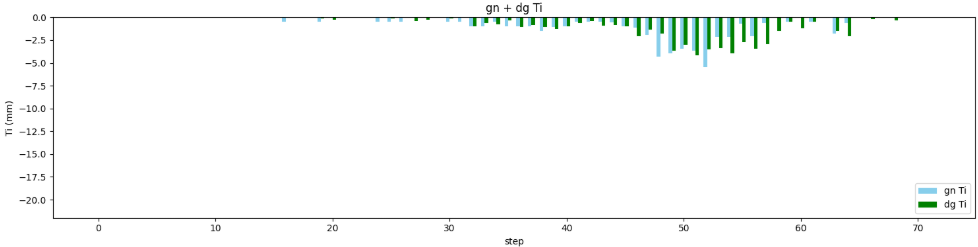 gn + dg Ti
0.0
−2.5
−5.0
−7.5
−10.0
−12.5
−15.0
−17.5
−20.0
Ti (mm)
gn Ti
dg Ti
0 10 20 30 40 50 60 70
step